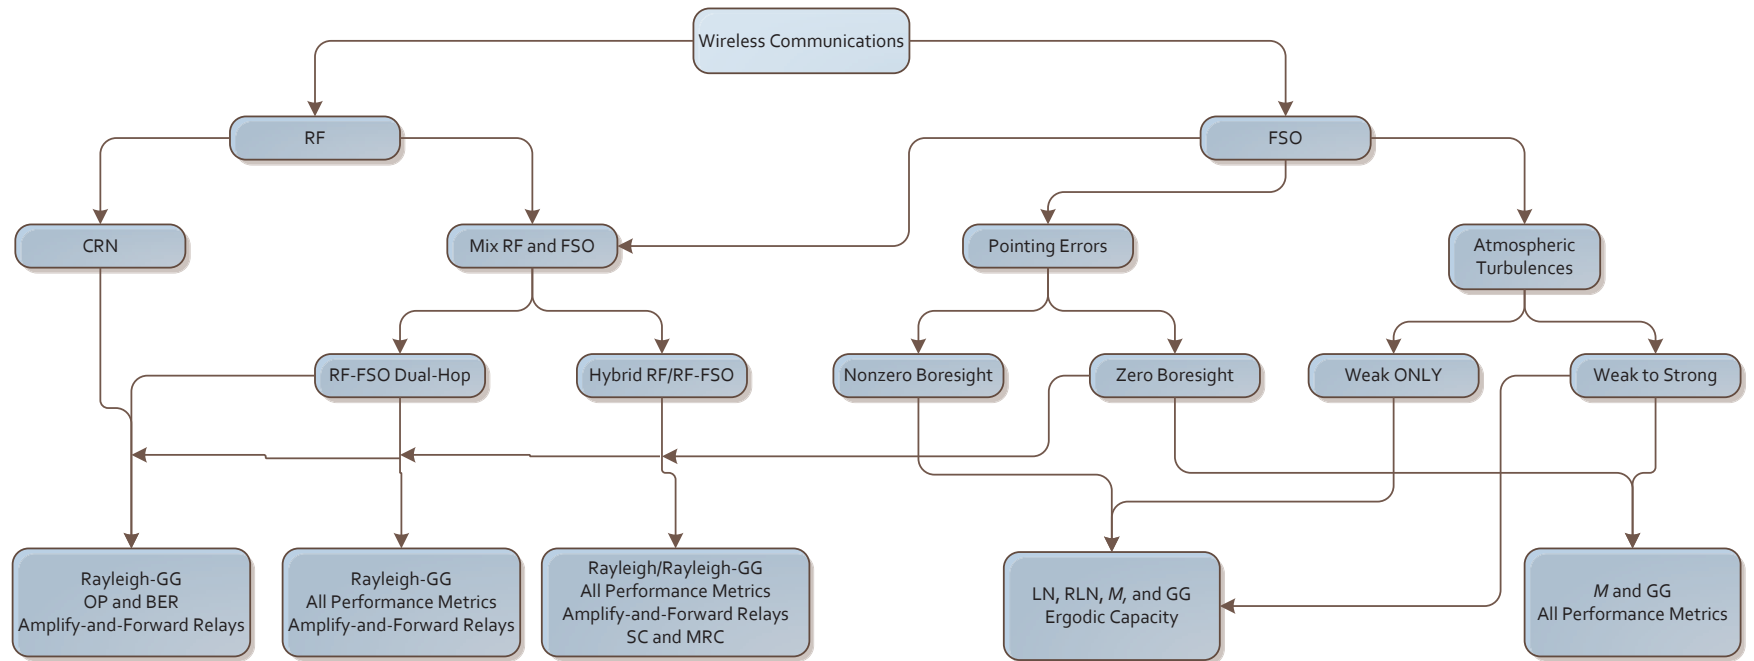 Wireless Communications
RF
FSO
CRN
Mix RF and FSO
Pointing Errors
Atmospheric
Turbulences
RF-FSO Dual-Hop
Hybrid RF/RF-FSO
Nonzero Boresight
Zero Boresight
Weak ONLY
Weak to Strong
Rayleigh-GG
OP and BER
Amplify-and-Forward Relays
Rayleigh-GG
All Performance Metrics
Amplify-and-Forward Relays
Rayleigh/Rayleigh-GG
All Performance Metrics
Amplify-and-Forward Relays
SC and MRC
LN, RLN, M, and GG
Ergodic Capacity
M and GG
All Performance Metrics